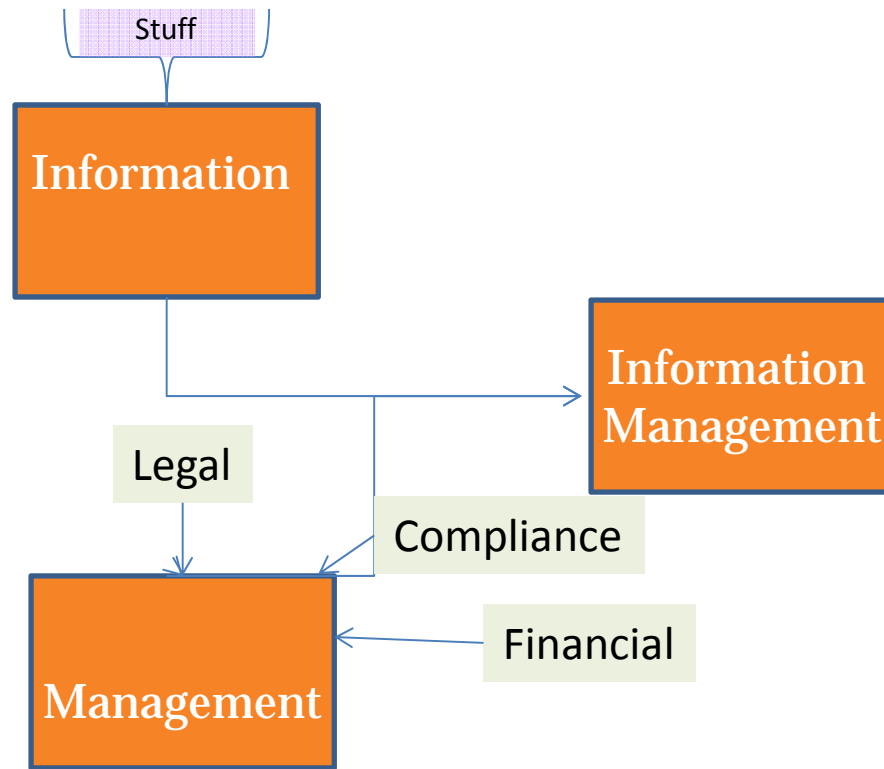 Stuff
Information
Information
Management
Legal
Compliance
Financial
Management